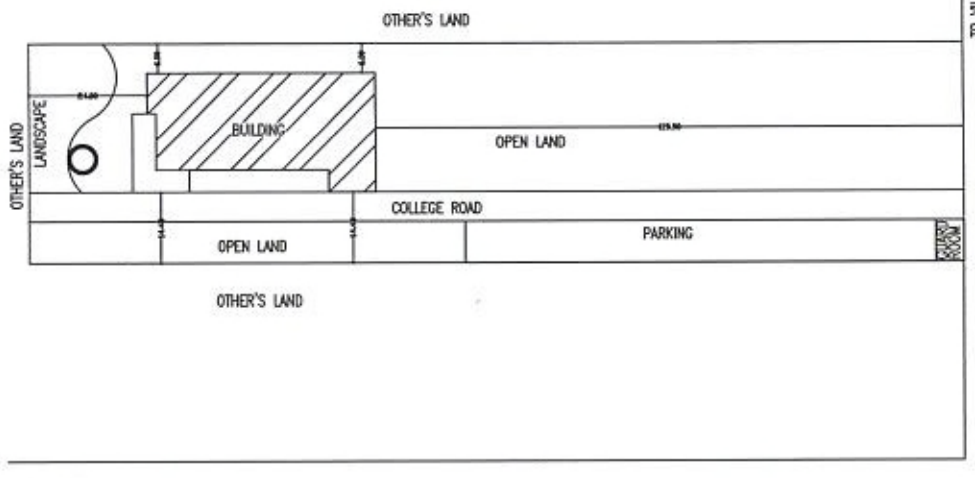 OTHER'S LAND
OTHER'S LAND
LANDSCAPE
BUILDING
OPEN LAND
COLLEGE ROAD
OPEN LAND
PARKING
GUARD
ROOM
OTHER'S LAND